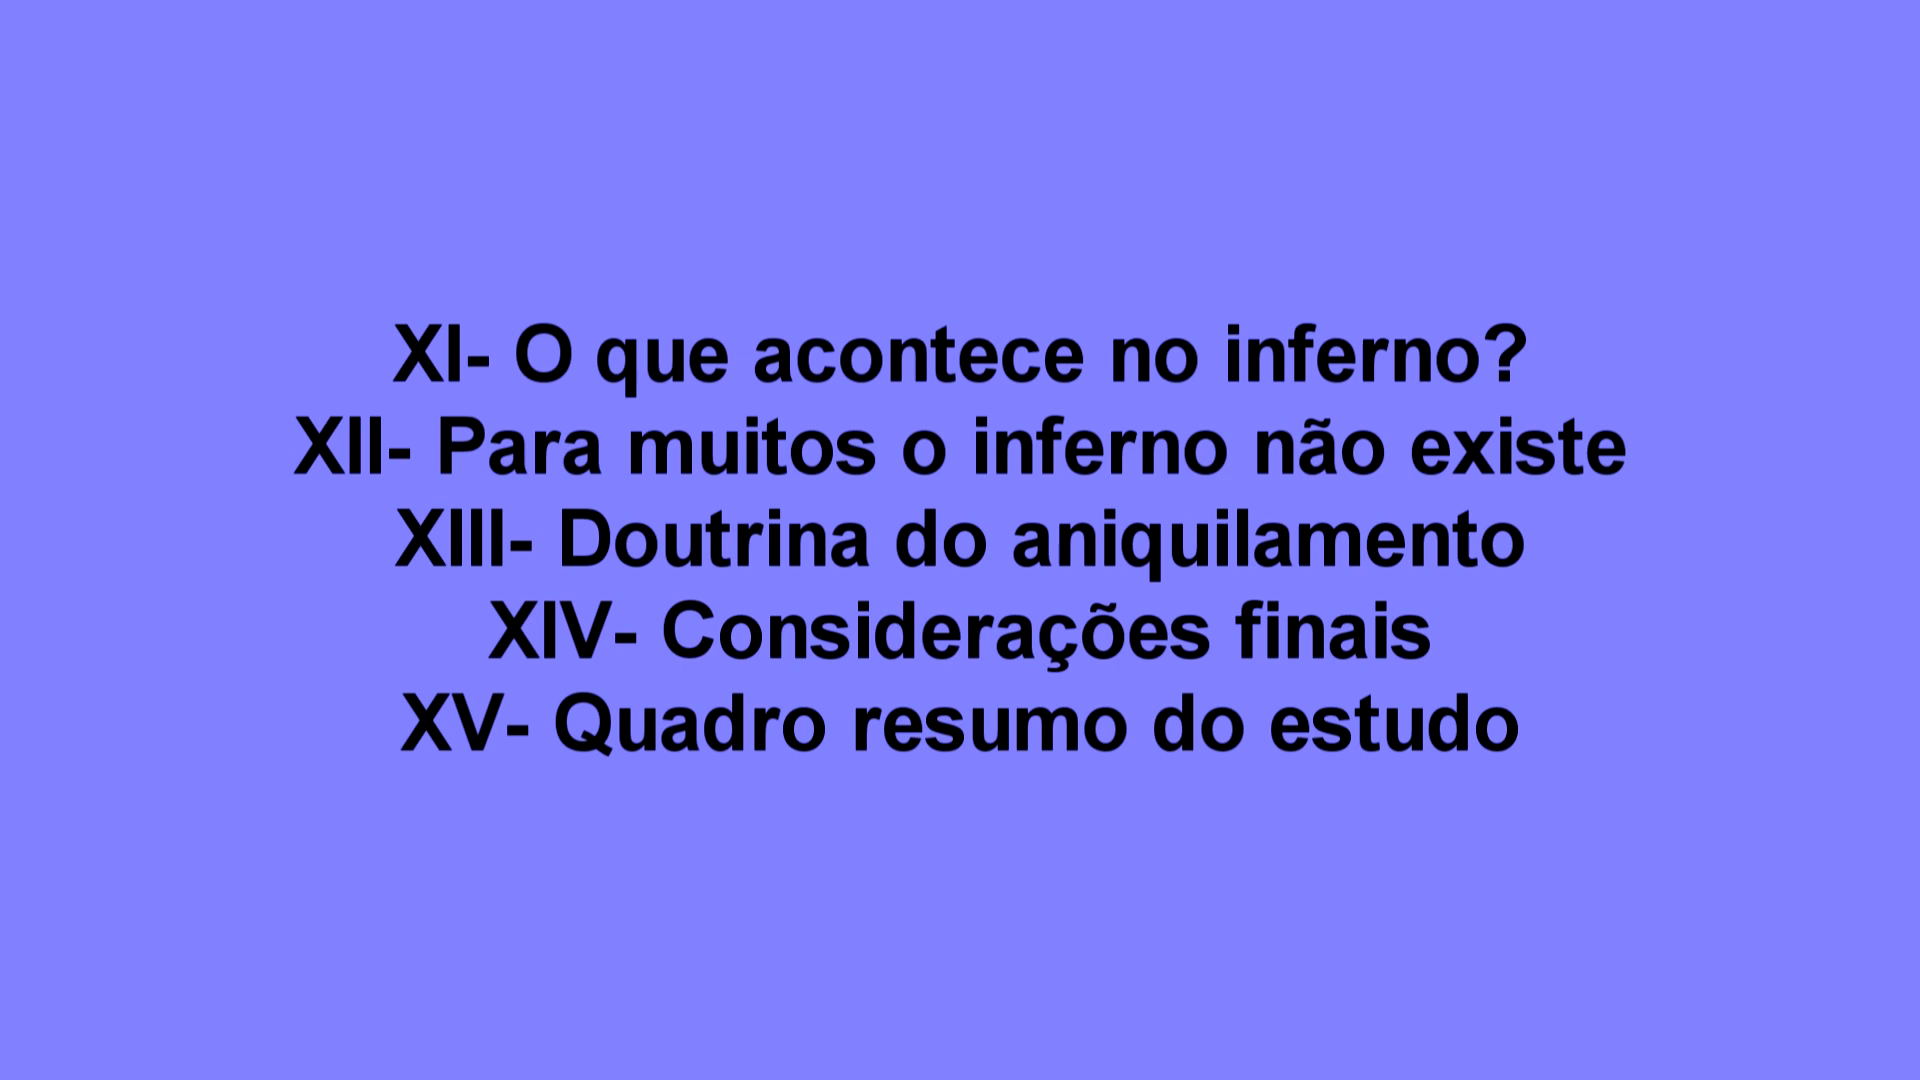 XI- O que acontece no inferno?
XII- Para muitos o inferno não existe
XIII- Doutrina do aniquilamento
XIV- Considerações finais
XV- Quadro resumo do estudo